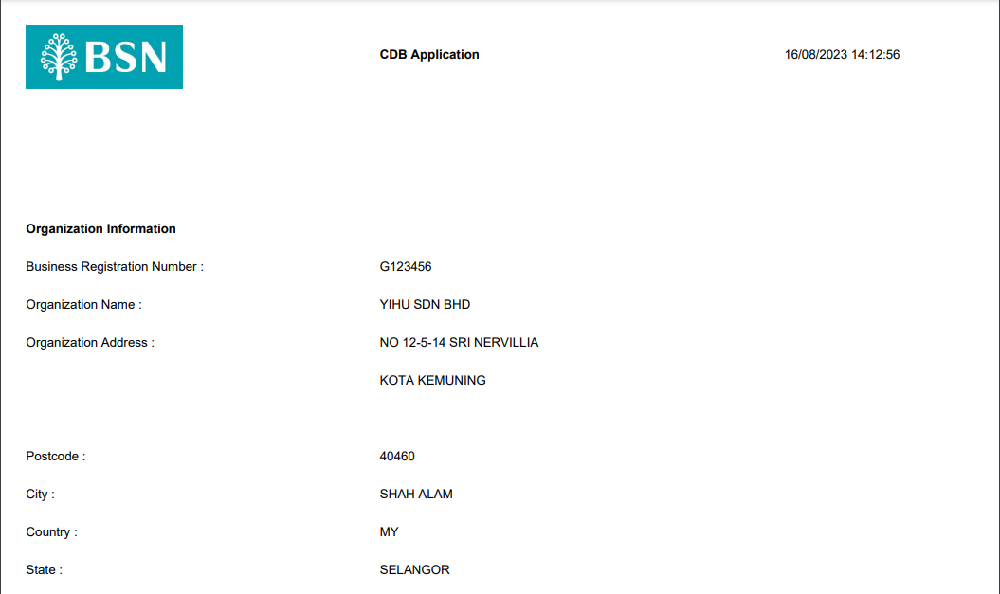 BSN
CDB Application
16/08/2023 14:12:56
Organization Information
Business Registration Number : G123456
Organization Name : YIHU SDN BHD
Organization Address : NO 12-5-14 SRI NERVILLIA
KOTA KEMUNING
Postcode : 40460
City : SHAH ALAM
Country : MY
State : SELANGOR